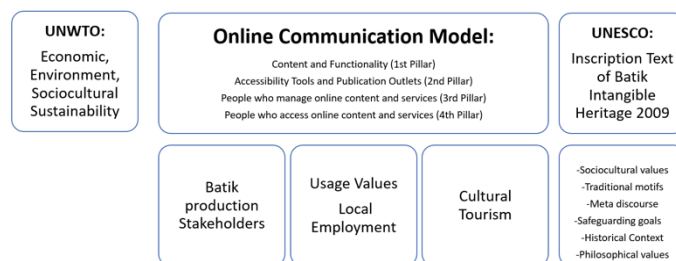 UNWTO:
Economic,
Environment,
Sociocultural
Sustainability
Online Communication Model:
Content and Functionality (1st Pillar)
Accessibility Tools and Publication Outlets (2nd Pillar)
People who manage online content and services (3rd Pillar)
People who access online content and services (4th Pillar)
UNESCO:
Inscription Text
of Batik
Intangible
Heritage 2009
Batik
production
Stakeholders
Usage Values
Local
Employment
Cultural
Tourism
-Sociocultural values
-Traditional motifs
-Meta discourse
-Safeguarding goals
-Historical Context
-Philosophical values